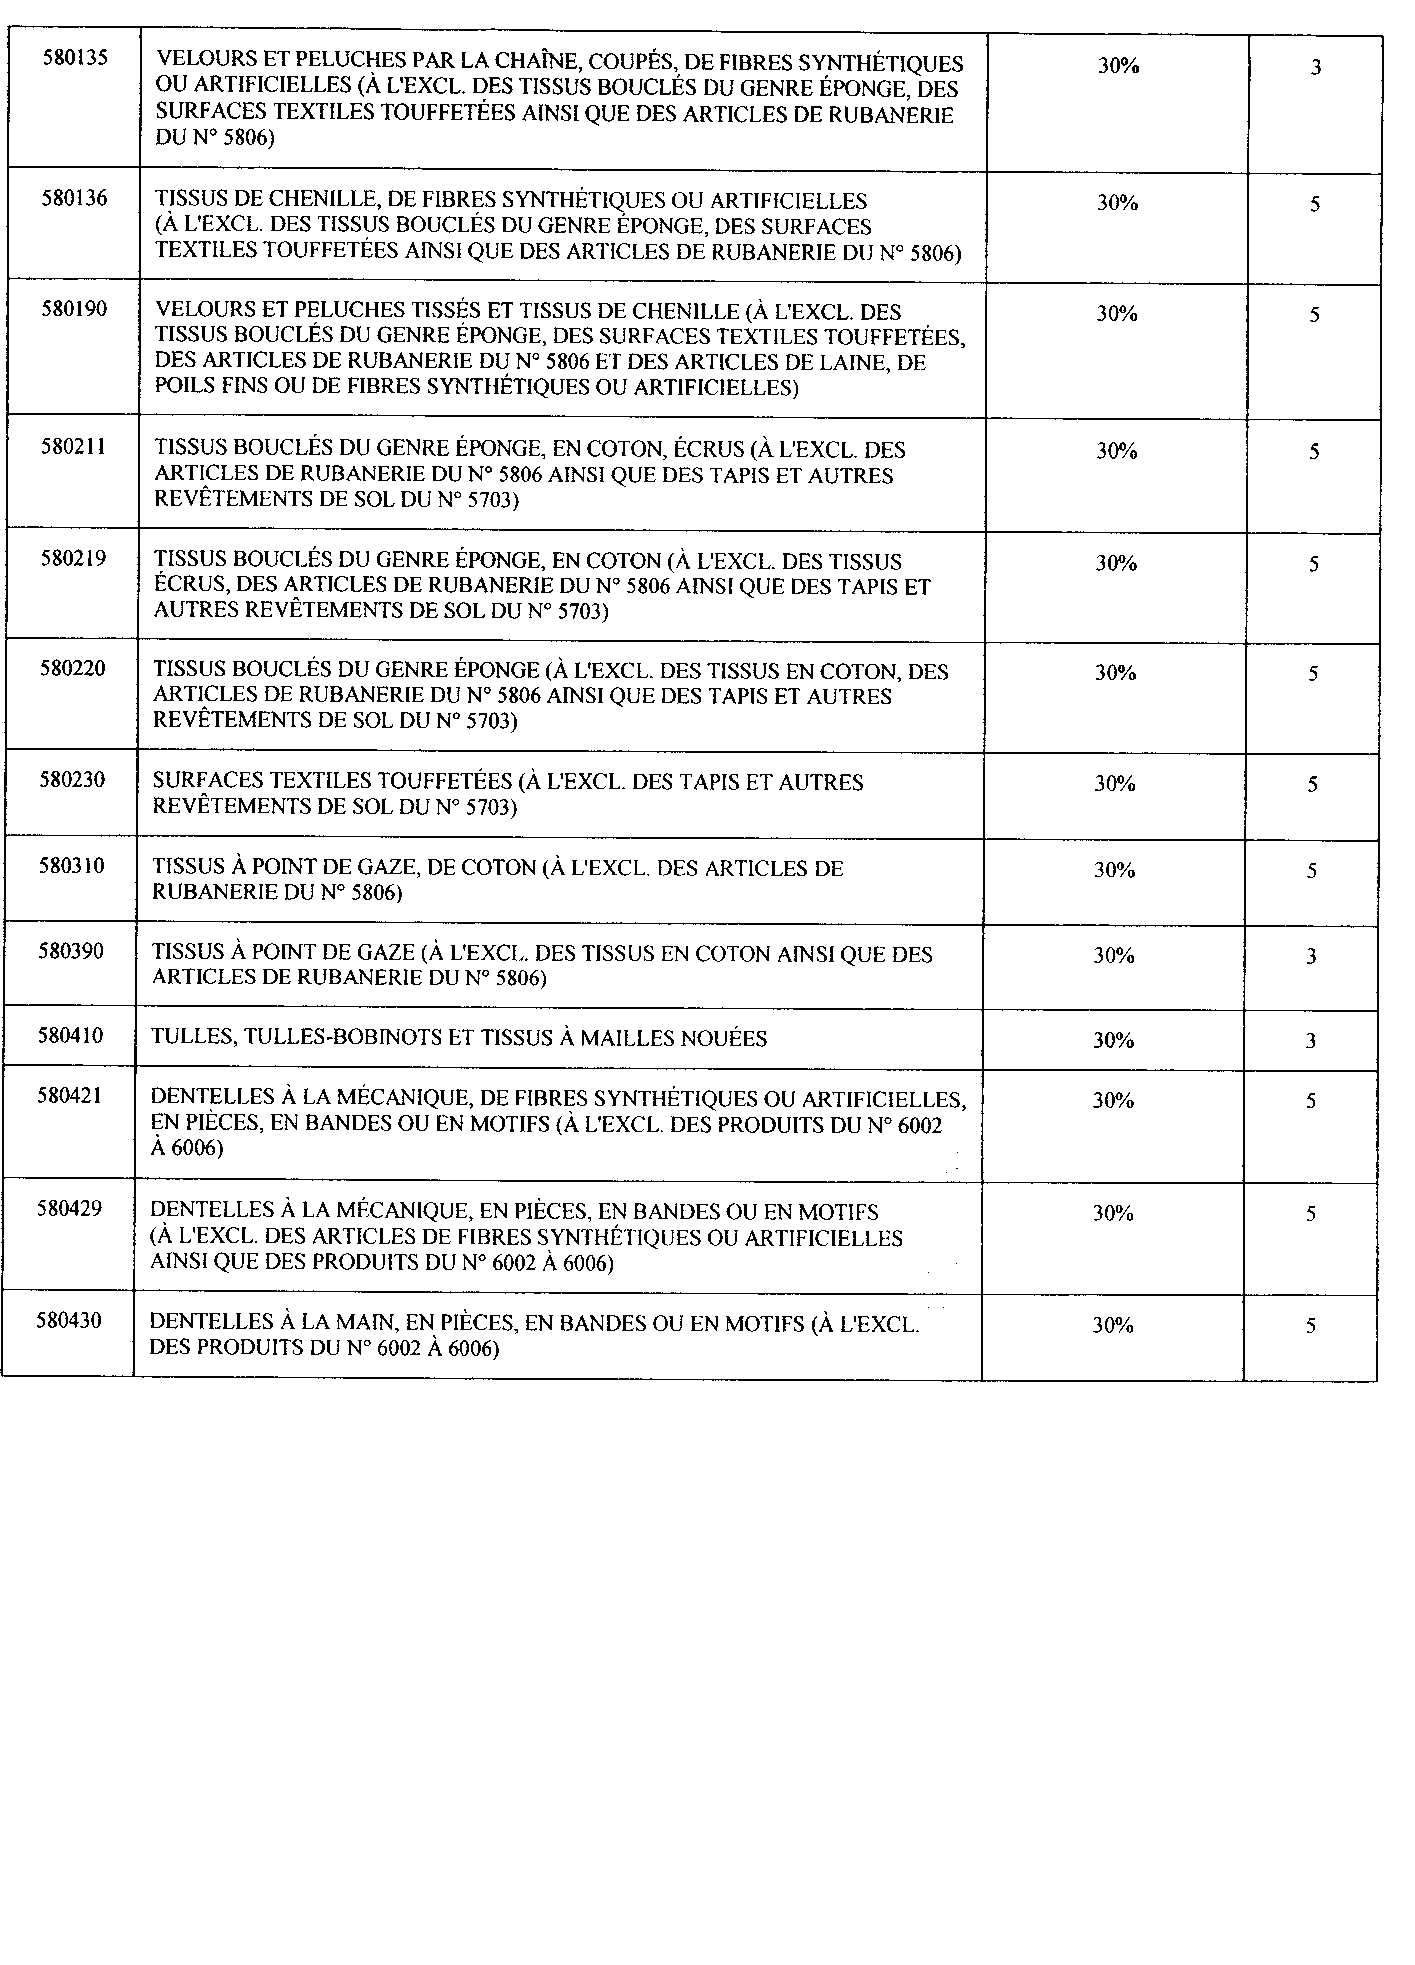 580135 VELOURS ET PELUCHES PAR LA CHAÎNE, COUPÉS, DE FIBRES SYNTHÉTIQUES 30% 3
OU ARTIFICIELLES (À L'EXCL. DES TISSUS BOUCLÉS DU GENRE ÉPONGE, DES
SURFACES TEXTILES TOUFFETÉES AINSI QUE DES ARTICLES DE RUBANERIE
DU N° 5806)
580136 TISSUS DE CHENILLE, DE FIBRES SYNTHÉTIQUES OU ARTIFICIELLES 30% 5
(À L'EXCL. DES TISSUS BOUCLÉS DU GENRE ÉPONGE, DES SURFACES
TEXTILES TOUFFETÉES AINSI QUE DES ARTICLES DE RUBANERIE DU N° 5806)
580190 VELOURS ET PELUCHES TISSÉS ET TISSUS DE CHENILLE (À L'EXCL. DES 30% 5
TISSUS BOUCLÉS DU GENRE ÉPONGE, DES SURFACES TEXTILES TOUFFETÉES,
DES ARTICLES DE RUBANERIE DU N° 5806 ET DES ARTICLES DE LAINE, DE
POILS FINS OU DE FIBRES SYNTHÉTIQUES OU ARTIFICIELLES)
580211 TISSUS BOUCLÉS DU GENRE ÉPONGE, EN COTON, ÉCRUS (À L'EXCL. DES 30% 5
ARTICLES DE RUBANERIE DU N° 5806 AINSI QUE DES TAPIS ET AUTRES
REVÊTEMENTS DE SOL DU N° 5703)
580219 TISSUS BOUCLÉS DU GENRE ÉPONGE, EN COTON (À L'EXCL. DES TISSUS 30% 5
ÉCRUS, DES ARTICLES DE RUBANERIE DU N° 5806 AINSI QUE DES TAPIS ET
AUTRES REVÊTEMENTS DE SOL DU N° 5703)
580220 TISSUS BOUCLÉS DU GENRE ÉPONGE (À L'EXCL. DES TISSUS EN COTON, DES 30% 5
ARTICLES DE RUBANERIE DU N° 5806 AINSI QUE DES TAPIS ET AUTRES
REVÊTEMENTS DE SOL DU N° 5703)
580230 SURFACES TEXTILES TOUFFETÉES (À L'EXCL. DES TAPIS ET AUTRES 30% 5
REVÊTEMENTS DE SOL DU N° 5703)
580310 TISSUS À POINT DE GAZE, DE COTON (À L'EXCL. DES ARTICLES DE 30% 5
RUBANERIE DU N° 5806)
580390 TISSUS À POINT DE GAZE (À L'EXCL. DES TISSUS EN COTON AINSI QUE DES 30% 3
ARTICLES DE RUBANERIE DU N° 5806)
580410 TULLES, TULLES-BOBINOTS ET TISSUS À MAILLES NOUÉES 30% 3
580421 DENTELLES À LA MÉCANIQUE, DE FIBRES SYNTHÉTIQUES OU ARTIFICIELLES, 30% 5
EN PIÈCES, EN BANDES OU EN MOTIFS (À L'EXCL. DES PRODUITS DU N° 6002
À 6006)
580429 DENTELLES À LA MÉCANIQUE, EN PIÈCES, EN BANDES OU EN MOTIFS 30% 5
(À L'EXCL. DES ARTICLES DE FIBRES SYNTHÉTIQUES OU ARTIFICIELLES
AINSI QUE DES PRODUITS DU N° 6002 À 6006)
580430 DENTELLES À LA MAIN, EN PIÈCES, EN BANDES OU EN MOTIFS (À L'EXCL. 30% 5
DES PRODUITS DU N° 6002 À 6006)